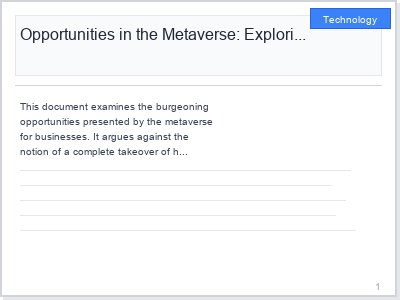 Technology
Opportunities in the Metaverse: Explori...
This document examines the burgeoning
opportunities presented by the metaverse
for businesses. It argues against the
notion of a complete takeover of h...
1